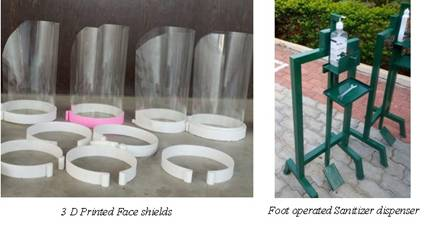 3 D Printed Face shields
Foot operated Sanitizer dispenser